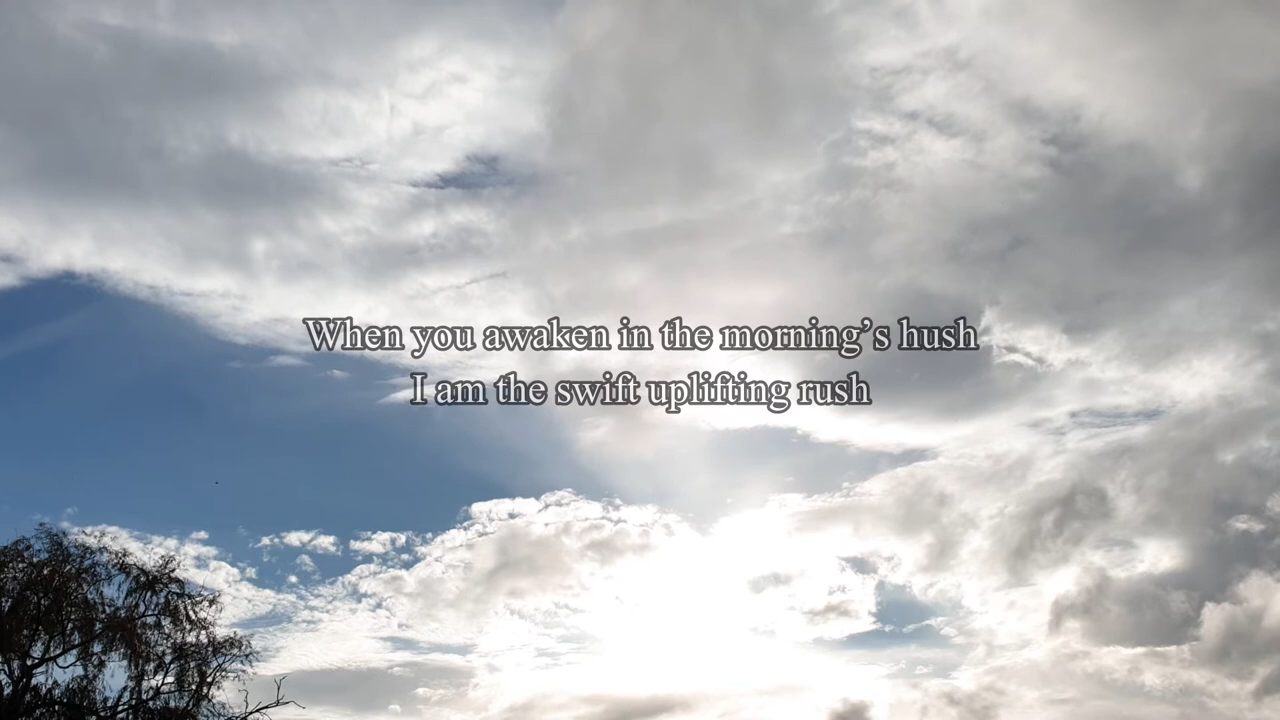 When you awaken in the morning’s hush
I am the swift uplifting rush